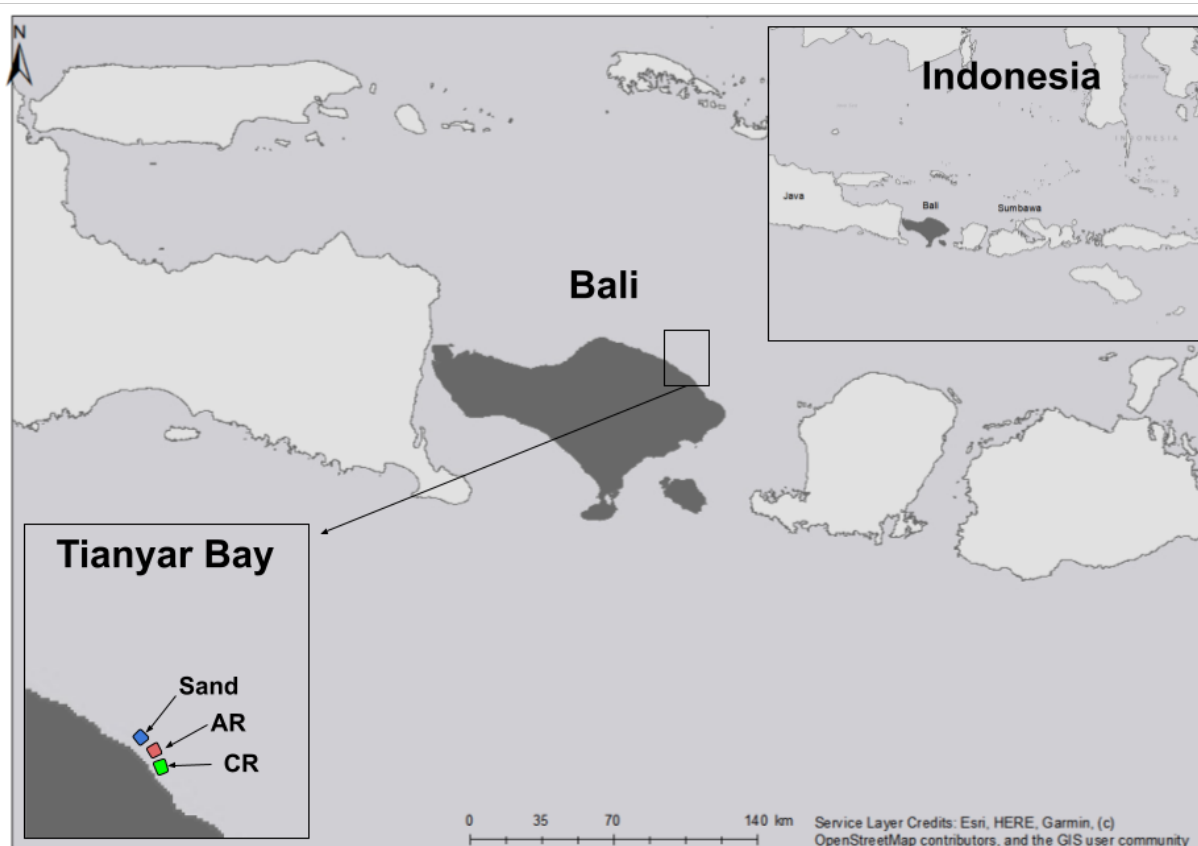 N
Indonesia
INDONESIA
Java
Bali
Sumbawa
Bali
Tianyar Bay
Sand
AR
CR
0 35 70 140 km
Service Layer Credits: Esri, HERE, Garmin, (c)
OpenStreetMap contributors, and the GIS user community